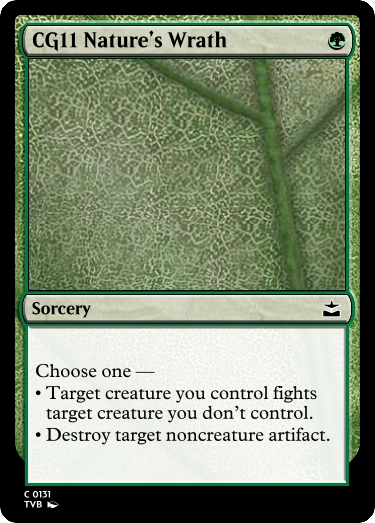 CG11 Nature's Wrath
Sorcery
Choose one —
• Target creature you control fights
target creature you don't control.
• Destroy target noncreature artifact.
C 0131
TVB